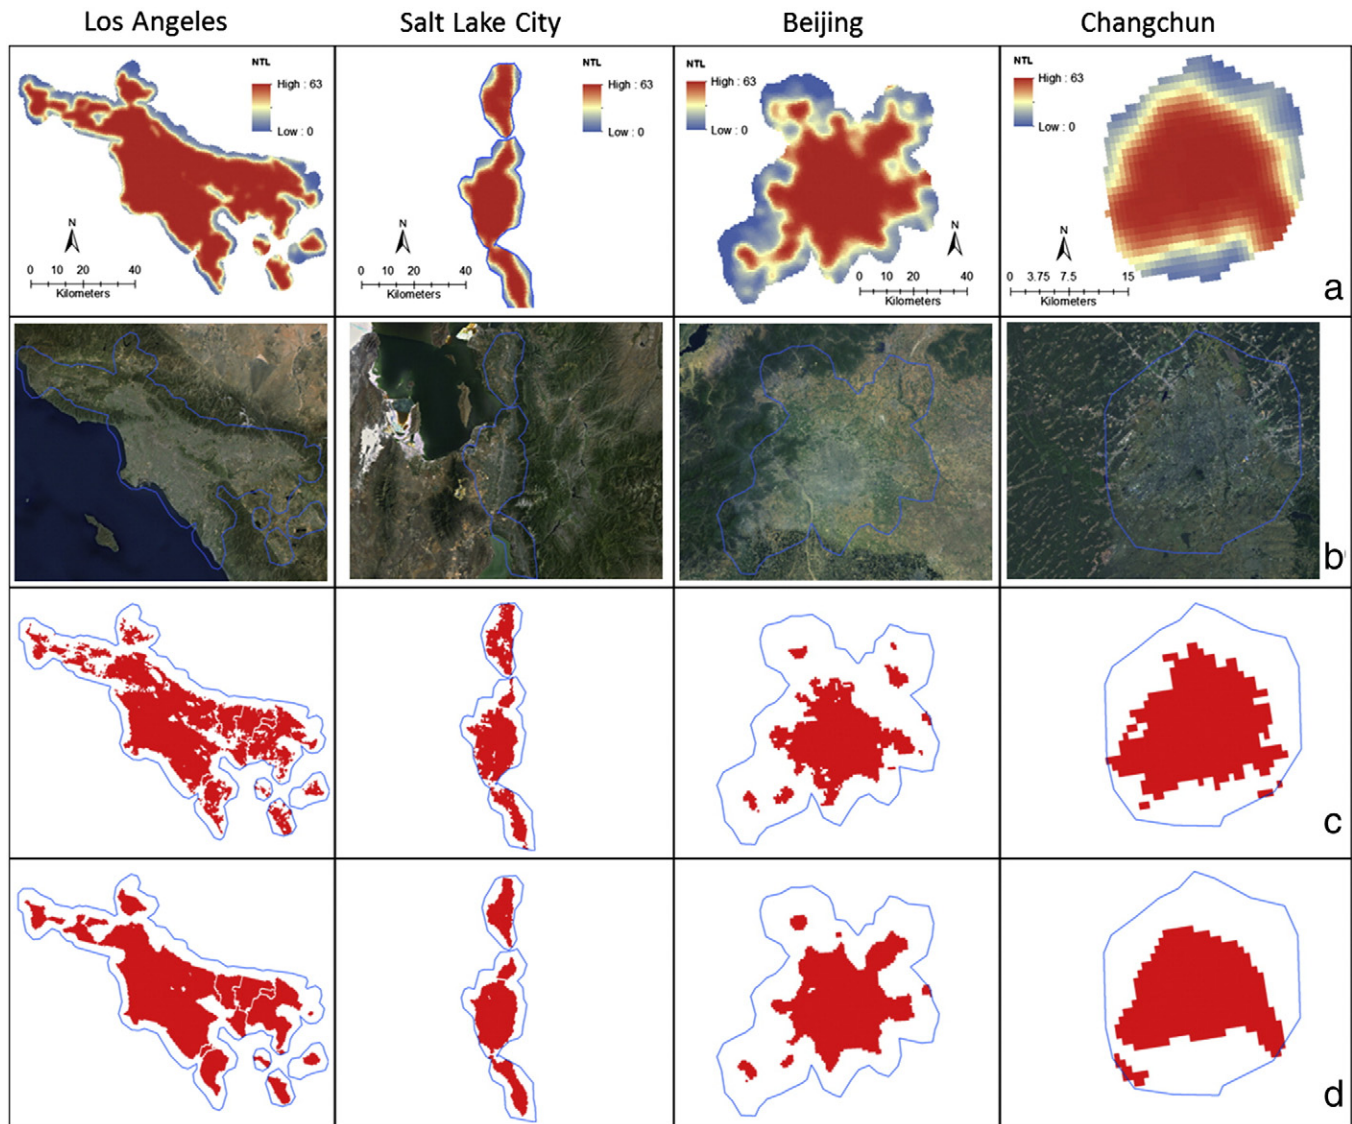 Los Angeles
Salt Lake City
Beijing
Changchun
NTL
High : 63
Low : 0
N
0 10 20 40
Kilometers
NTL
High : 63
Low : 0
N
0 10 20 40
Kilometers
NTL
High : 63
Low : 0
N
0 10 20 40
Kilometers
NTL
High : 63
Low : 0
N
0 3.75 7.5 15
Kilometers
a
b
c
d